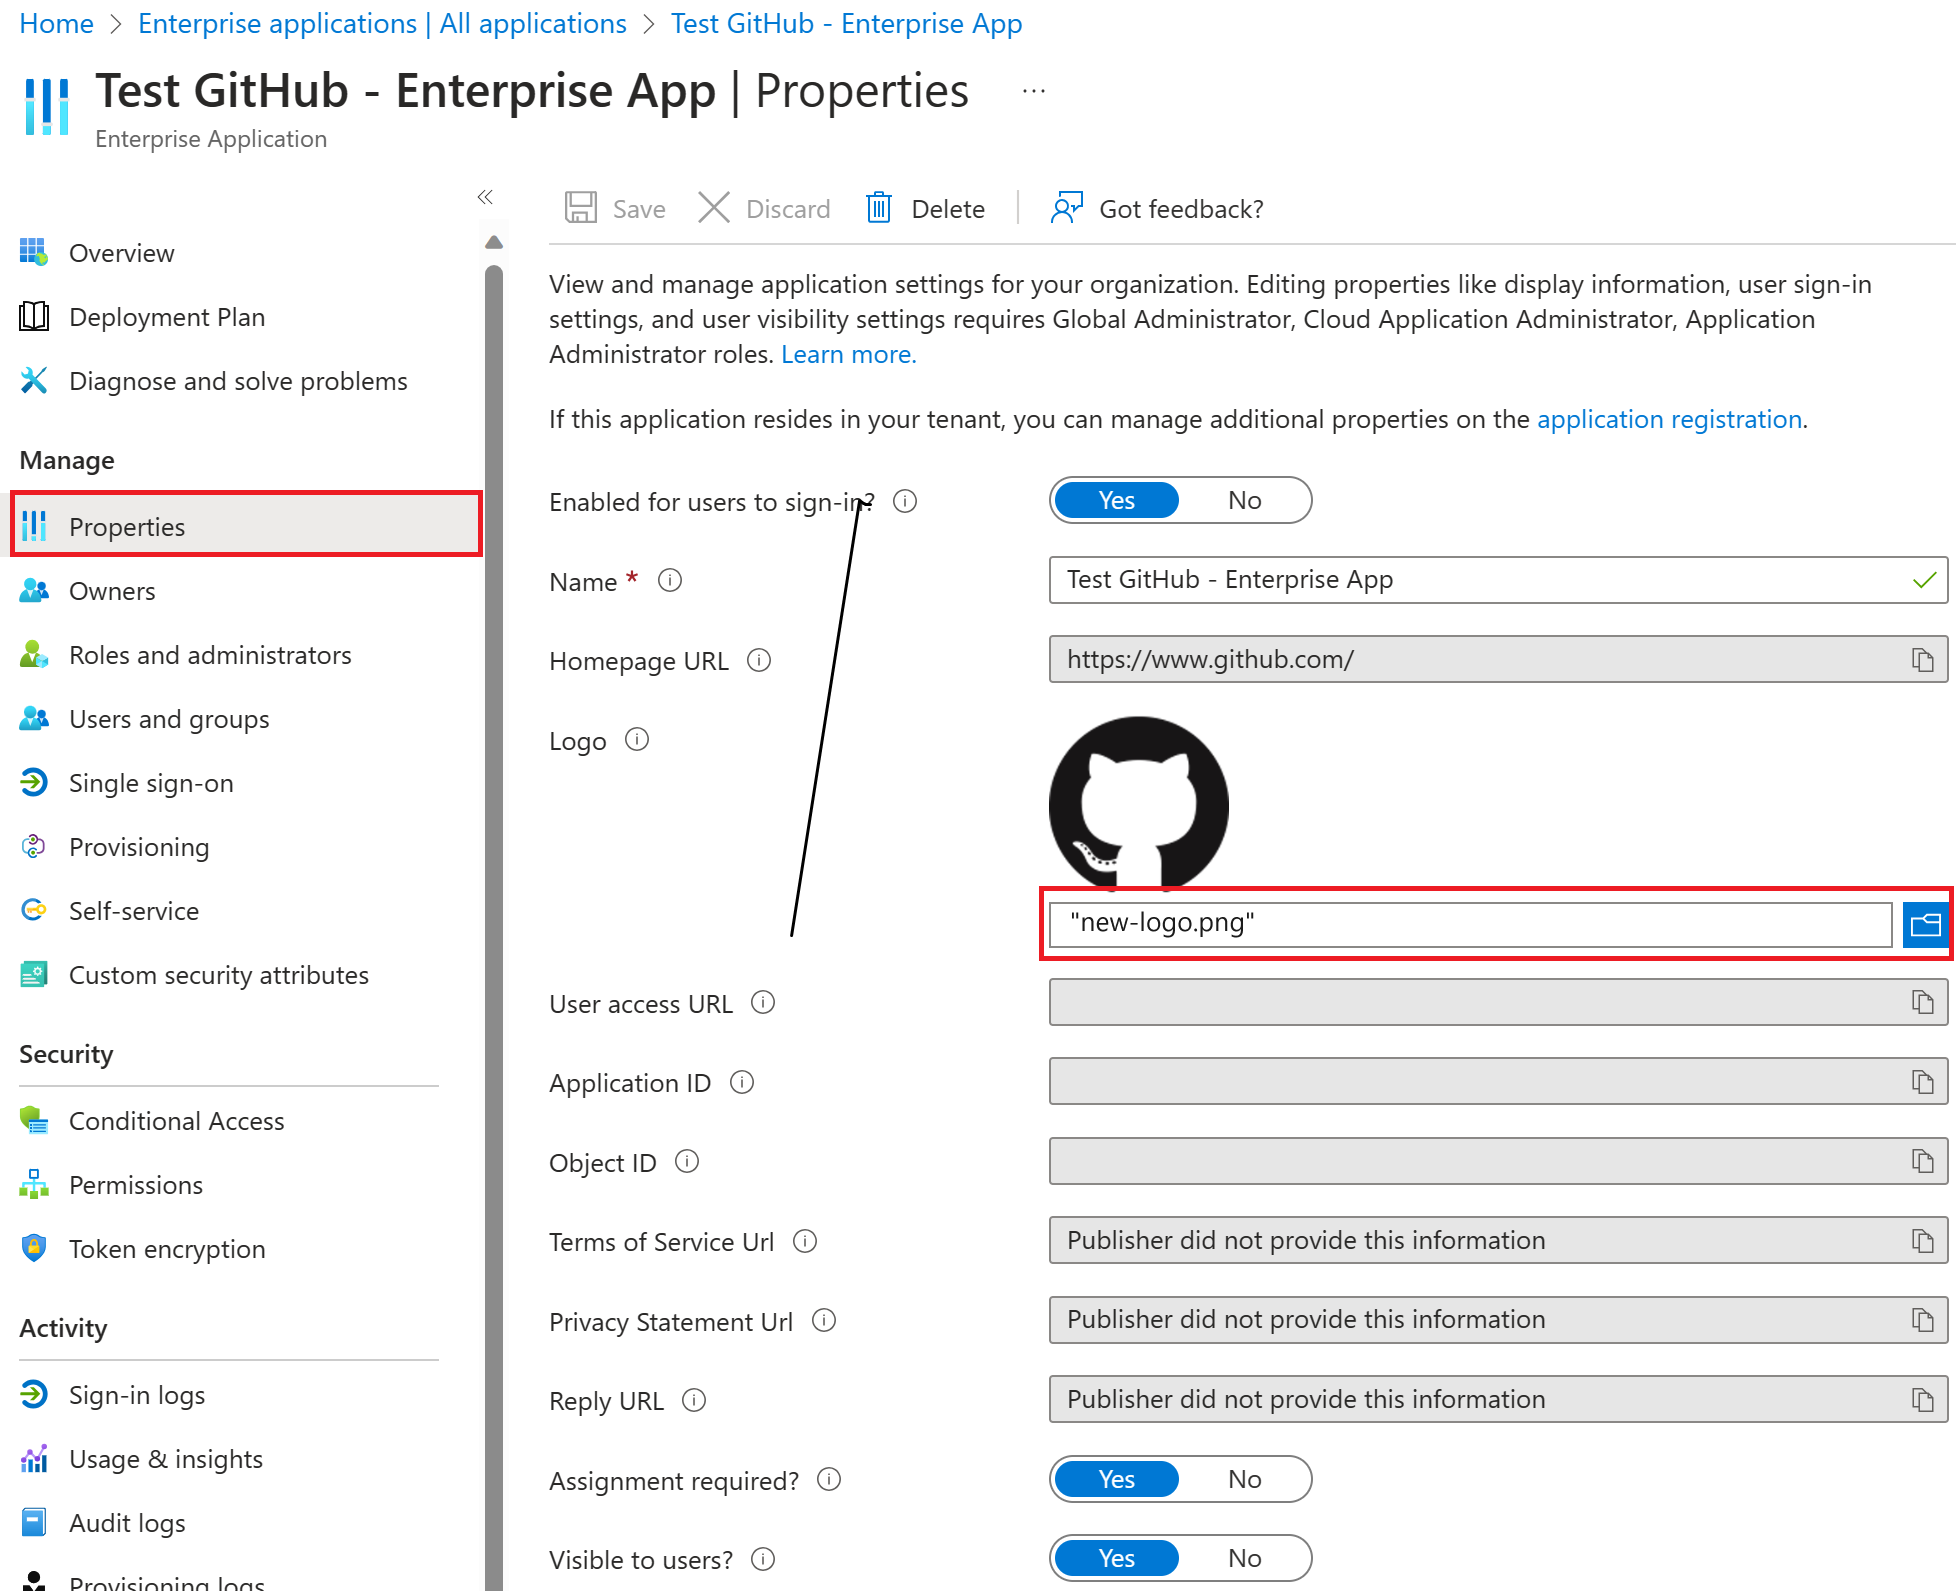 Home > Enterprise applications | All applications > Test GitHub - Enterprise App
Test GitHub - Enterprise App | Properties ...
Enterprise Application
Save Discard Delete Got feedback?
Overview
Deployment Plan
Diagnose and solve problems
Manage
Properties
Owners
Roles and administrators
Users and groups
Single sign-on
Provisioning
Self-service
Custom security attributes
Security
Conditional Access
Permissions
Token encryption
Activity
Sign-in logs
Usage & insights
Audit logs
Provisioning logs
View and manage application settings for your organization. Editing properties like display information, user sign-in
settings, and user visibility settings requires Global Administrator, Cloud Application Administrator, Application
Administrator roles. Learn more.
If this application resides in your tenant, you can manage additional properties on the application registration.
Enabled for users to sign-in? Yes No
Name * Test GitHub - Enterprise App
Homepage URL https://www.github.com/
Logo
"new-logo.png"
User access URL
Application ID
Object ID
Terms of Service Url Publisher did not provide this information
Privacy Statement Url Publisher did not provide this information
Reply URL Publisher did not provide this information
Assignment required? Yes No
Visible to users? Yes No